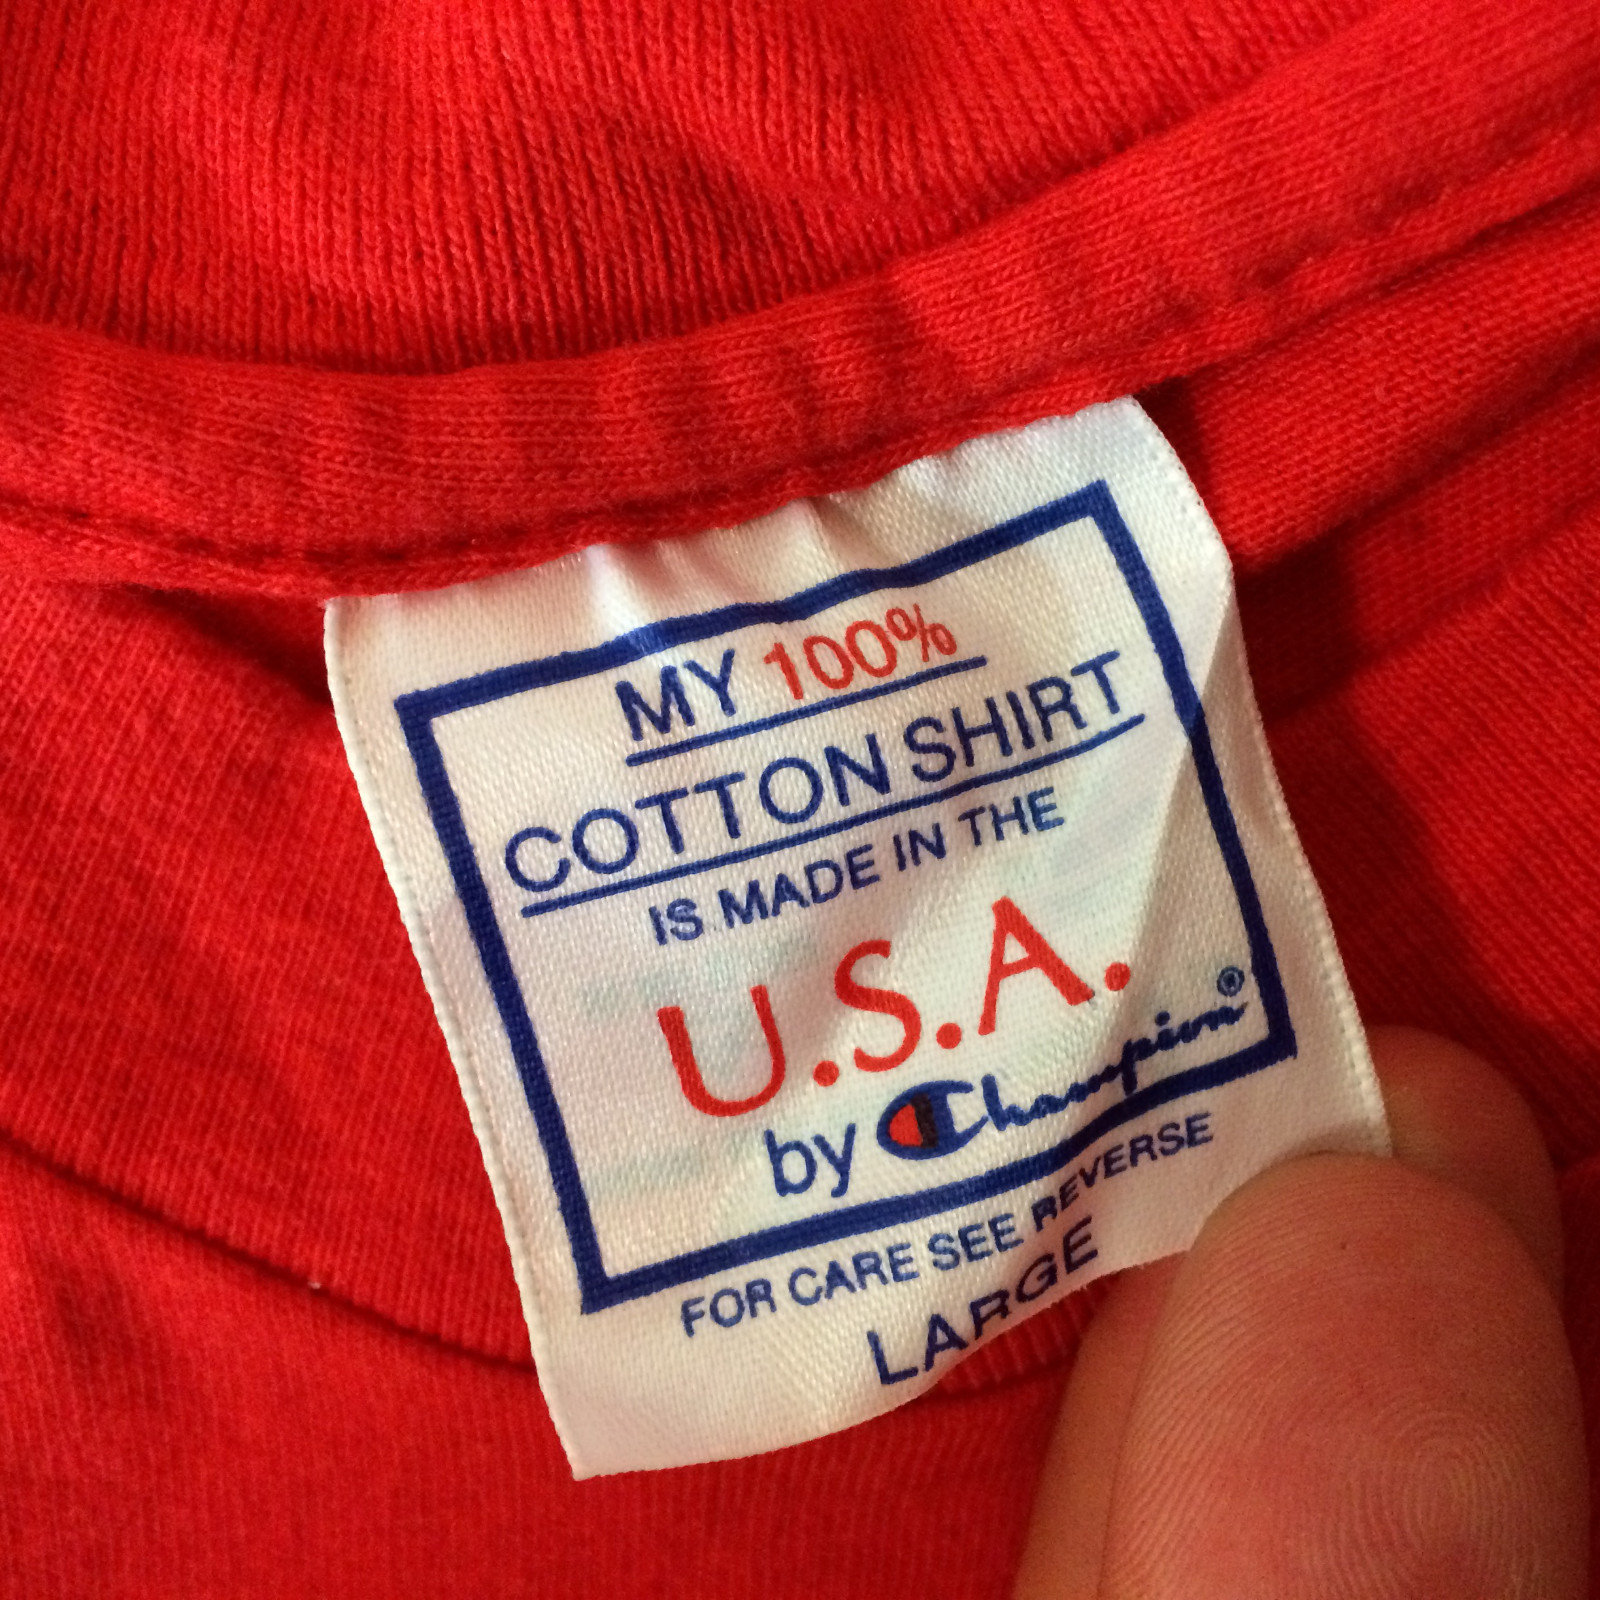 MY 100%
COTTON SHIRT
IS MADE IN THE
U.S.A.
by Champion®
FOR CARE SEE REVERSE
LARGE